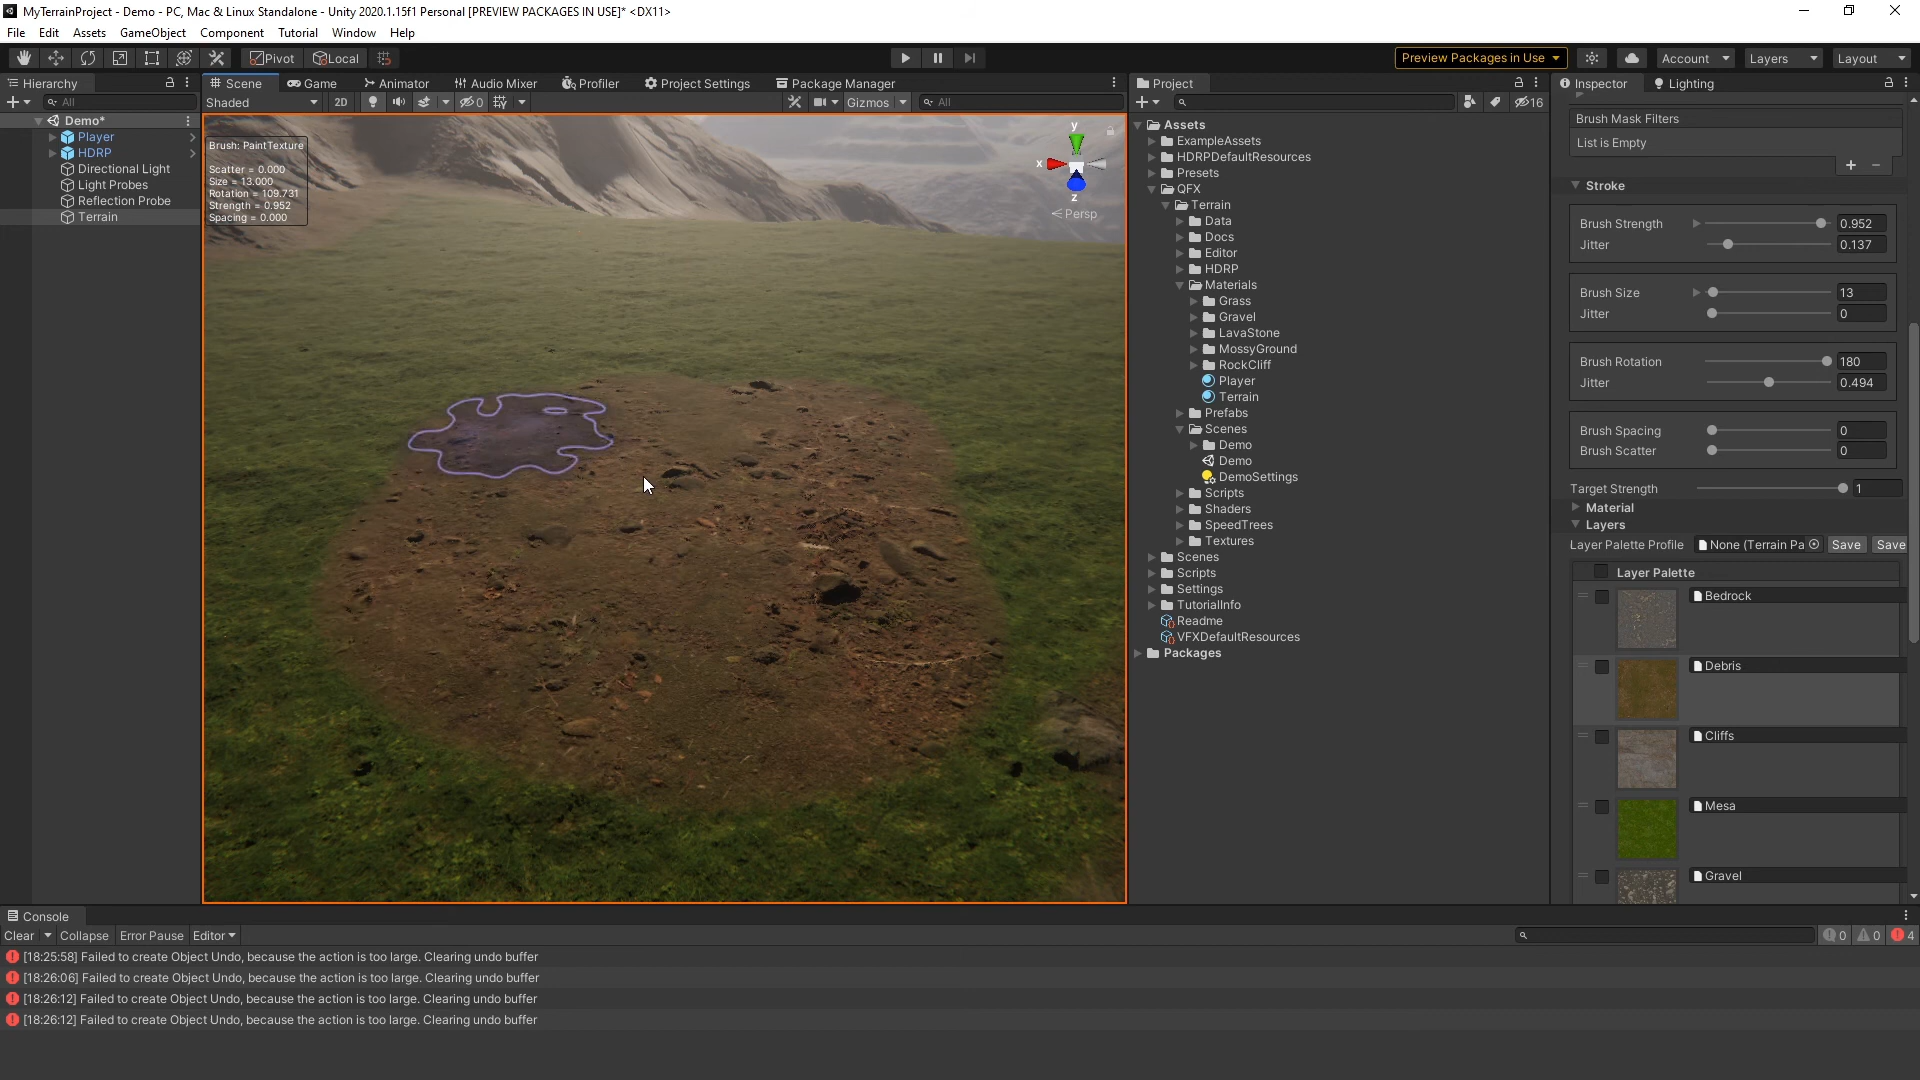 MyTerrainProject - Demo - PC, Mac & Linux Standalone - Unity 2020.1.15f1 Personal [PREVIEW PACKAGES IN USE]* <DX11>
File Edit Assets GameObject Component Tutorial Window Help
Pivot Local Preview Packages in Use Account Layers Layout
Hierarchy
All
Demo*
Player
HDRP
Directional Light
Light Probes
Reflection Probe
Terrain
Scene Game Animator Audio Mixer Profiler Project Settings Package Manager
Shaded 2D 0 Gizmos All
Brush: PaintTexture
Scatter = 0.000
Size = 13.000
Rotation = 109.731
Strength = 0.952
Spacing = 0.000
y
x
z
Persp
Project
16
Assets
ExampleAssets
HDRPDefaultResources
Presets
QFX
Terrain
Data
Docs
Editor
HDRP
Materials
Grass
Gravel
LavaStone
MossyGround
RockCliff
Player
Terrain
Prefabs
Scenes
Demo
Demo
DemoSettings
Scripts
Shaders
SpeedTrees
Textures
Scenes
Scripts
Settings
TutorialInfo
Readme
VFXDefaultResources
Packages
Inspector Lighting
Brush Mask Filters
List is Empty
Stroke
Brush Strength 0.952
Jitter 0.137
Brush Size 13
Jitter 0
Brush Rotation 180
Jitter 0.494
Brush Spacing 0
Brush Scatter 0
Target Strength 1
Material
Layers
Layer Palette Profile None (Terrain Pa Save Save
Layer Palette
Bedrock
Debris
Cliffs
Mesa
Gravel
Console
Clear Collapse Error Pause Editor 0 0 4
[18:25:58] Failed to create Object Undo, because the action is too large. Clearing undo buffer
[18:26:06] Failed to create Object Undo, because the action is too large. Clearing undo buffer
[18:26:12] Failed to create Object Undo, because the action is too large. Clearing undo buffer
[18:26:12] Failed to create Object Undo, because the action is too large. Clearing undo buffer